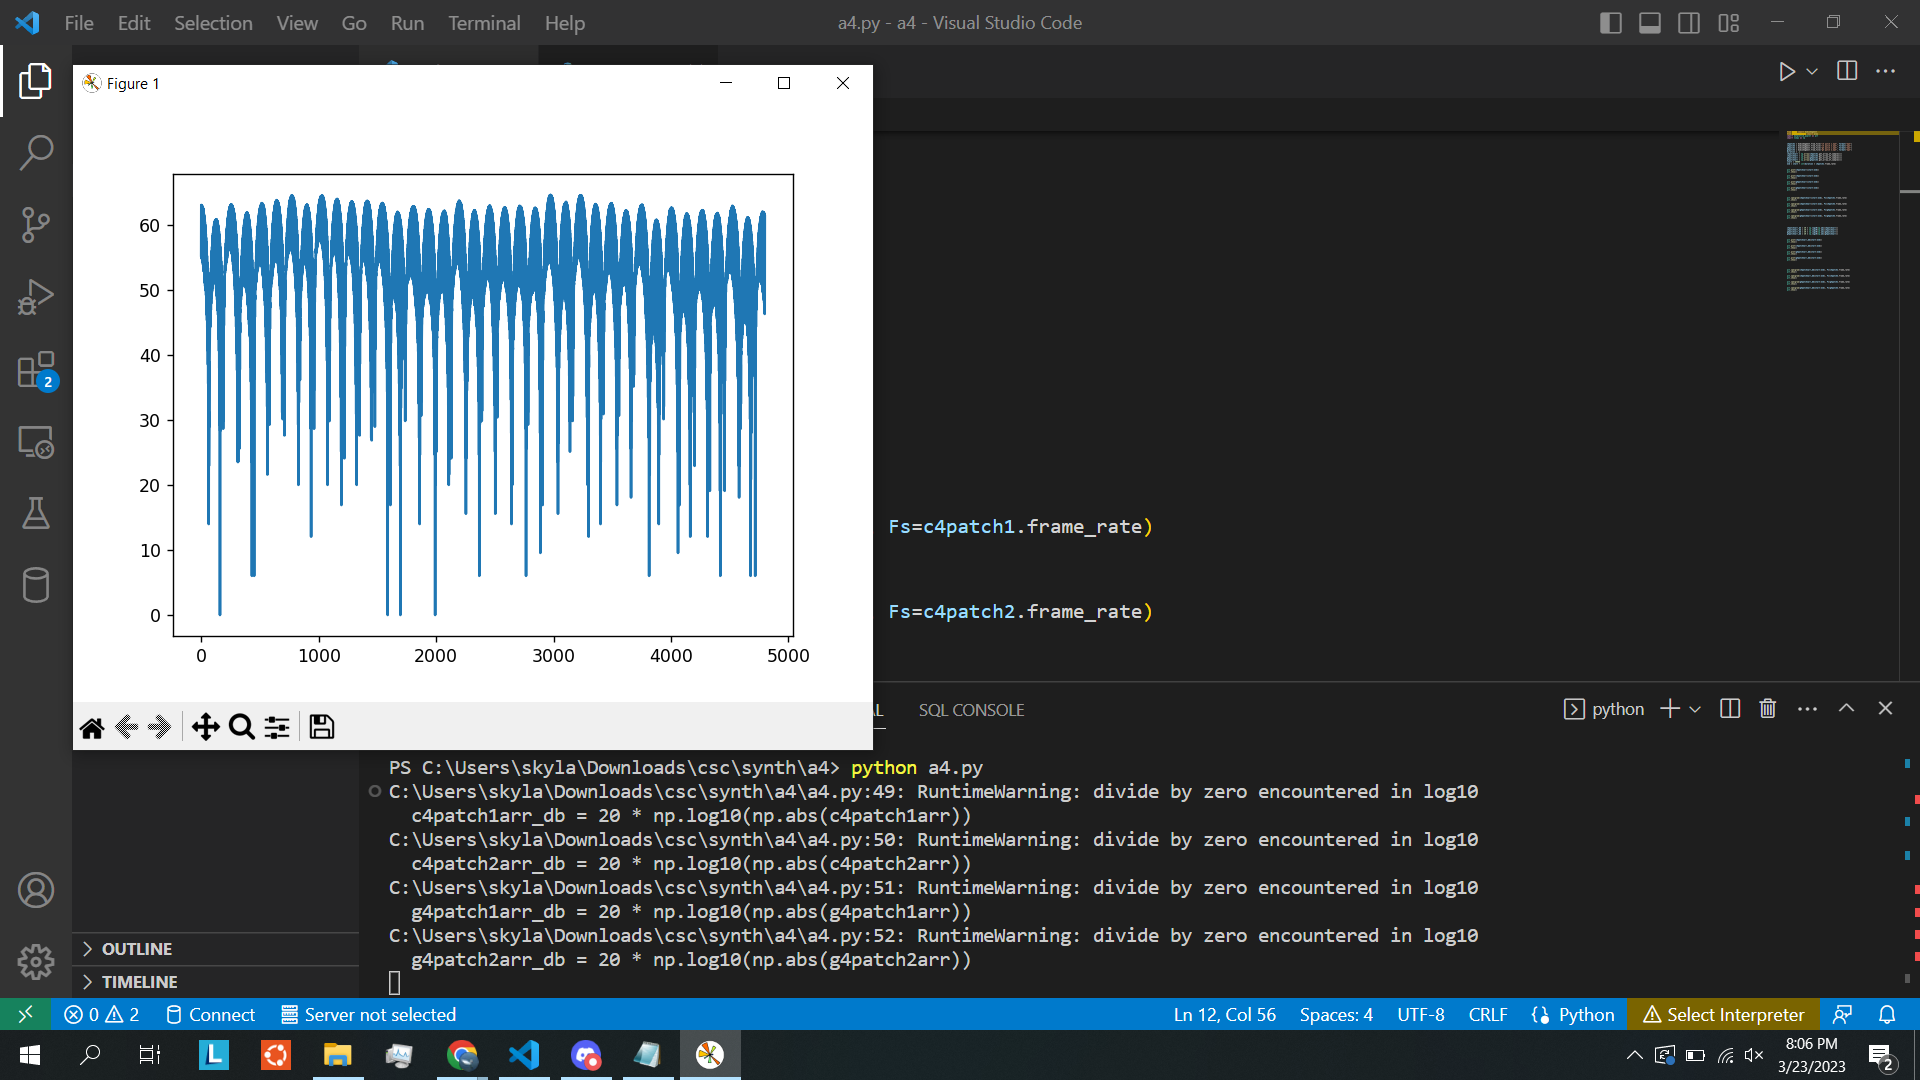 File Edit Selection View Go Run Terminal Help
a4.py - a4 - Visual Studio Code
Figure 1
60
50
40
30
20
10
0
0 1000 2000 3000 4000 5000
Fs=c4patch1.frame_rate)
Fs=c4patch2.frame_rate)
2
L SQL CONSOLE
python
PS C:\Users\skyla\Downloads\csc\synth\a4> python a4.py
C:\Users\skyla\Downloads\csc\synth\a4\a4.py:49: RuntimeWarning: divide by zero encountered in log10
c4patch1arr_db = 20 * np.log10(np.abs(c4patch1arr))
C:\Users\skyla\Downloads\csc\synth\a4\a4.py:50: RuntimeWarning: divide by zero encountered in log10
c4patch2arr_db = 20 * np.log10(np.abs(c4patch2arr))
C:\Users\skyla\Downloads\csc\synth\a4\a4.py:51: RuntimeWarning: divide by zero encountered in log10
g4patch1arr_db = 20 * np.log10(np.abs(g4patch1arr))
C:\Users\skyla\Downloads\csc\synth\a4\a4.py:52: RuntimeWarning: divide by zero encountered in log10
g4patch2arr_db = 20 * np.log10(np.abs(g4patch2arr))
OUTLINE
TIMELINE
0 2 Connect Server not selected
Ln 12, Col 56 Spaces: 4 UTF-8 CRLF Python Select Interpreter
L
8:06 PM
3/23/2023
2